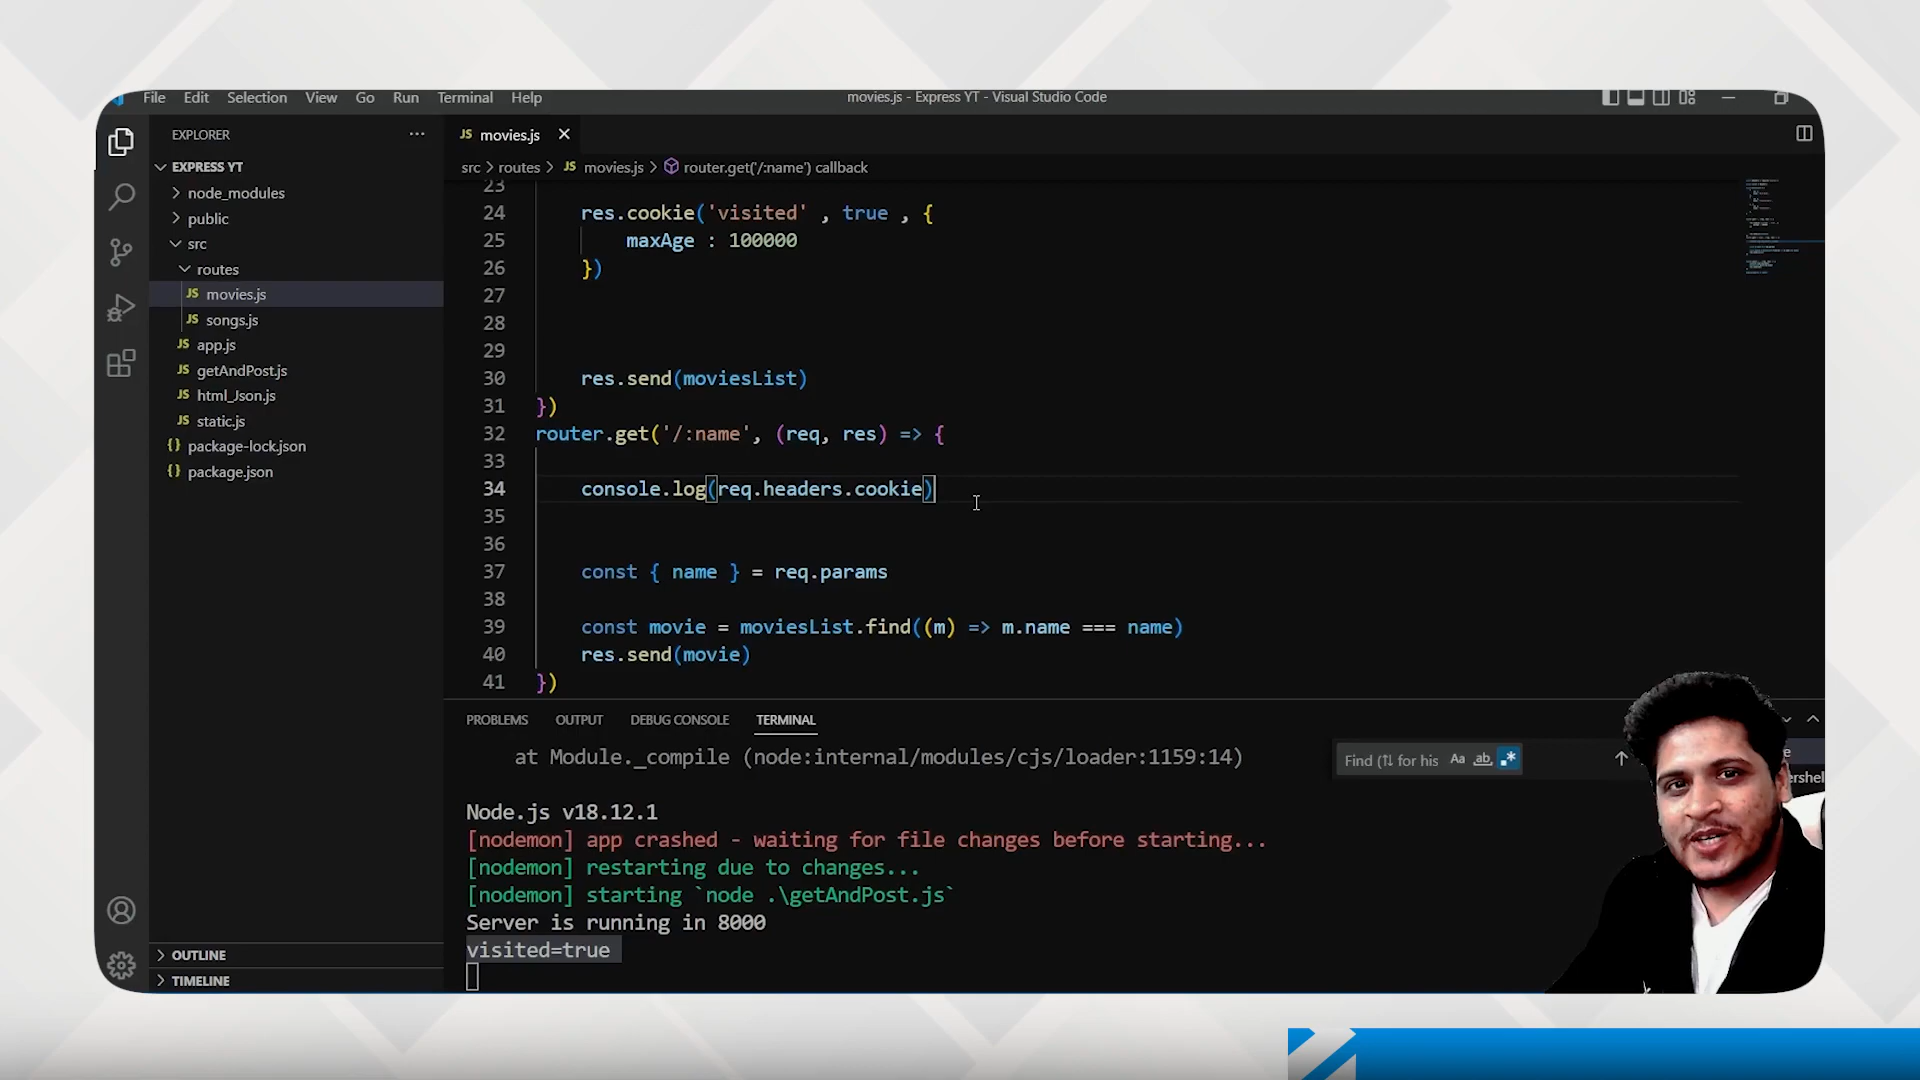 File Edit Selection View Go Run Terminal Help
movies.js - Express YT - Visual Studio Code
EXPLORER
EXPRESS YT
node_modules
public
src
routes
JS movies.js
JS songs.js
JS app.js
JS getAndPost.js
JS html_Json.js
JS static.js
{} package-lock.json
{} package.json
OUTLINE
TIMELINE
JS movies.js
src > routes > JS movies.js > router.get('/:name') callback
23
24 res.cookie('visited' , true , {
25 maxAge : 100000
26 })
27
28
29
30 res.send(moviesList)
31 })
32 router.get('/:name', (req, res) => {
33
34 console.log(req.headers.cookie)
35
36
37 const { name } = req.params
38
39 const movie = moviesList.find((m) => m.name === name)
40 res.send(movie)
41 })
PROBLEMS OUTPUT DEBUG CONSOLE TERMINAL
at Module._compile (node:internal/modules/cjs/loader:1159:14)
Find (⇅ for his Aa ab .*
Node.js v18.12.1
[nodemon] app crashed - waiting for file changes before starting...
[nodemon] restarting due to changes...
[nodemon] starting `node .\getAndPost.js`
Server is running in 8000
visited=true